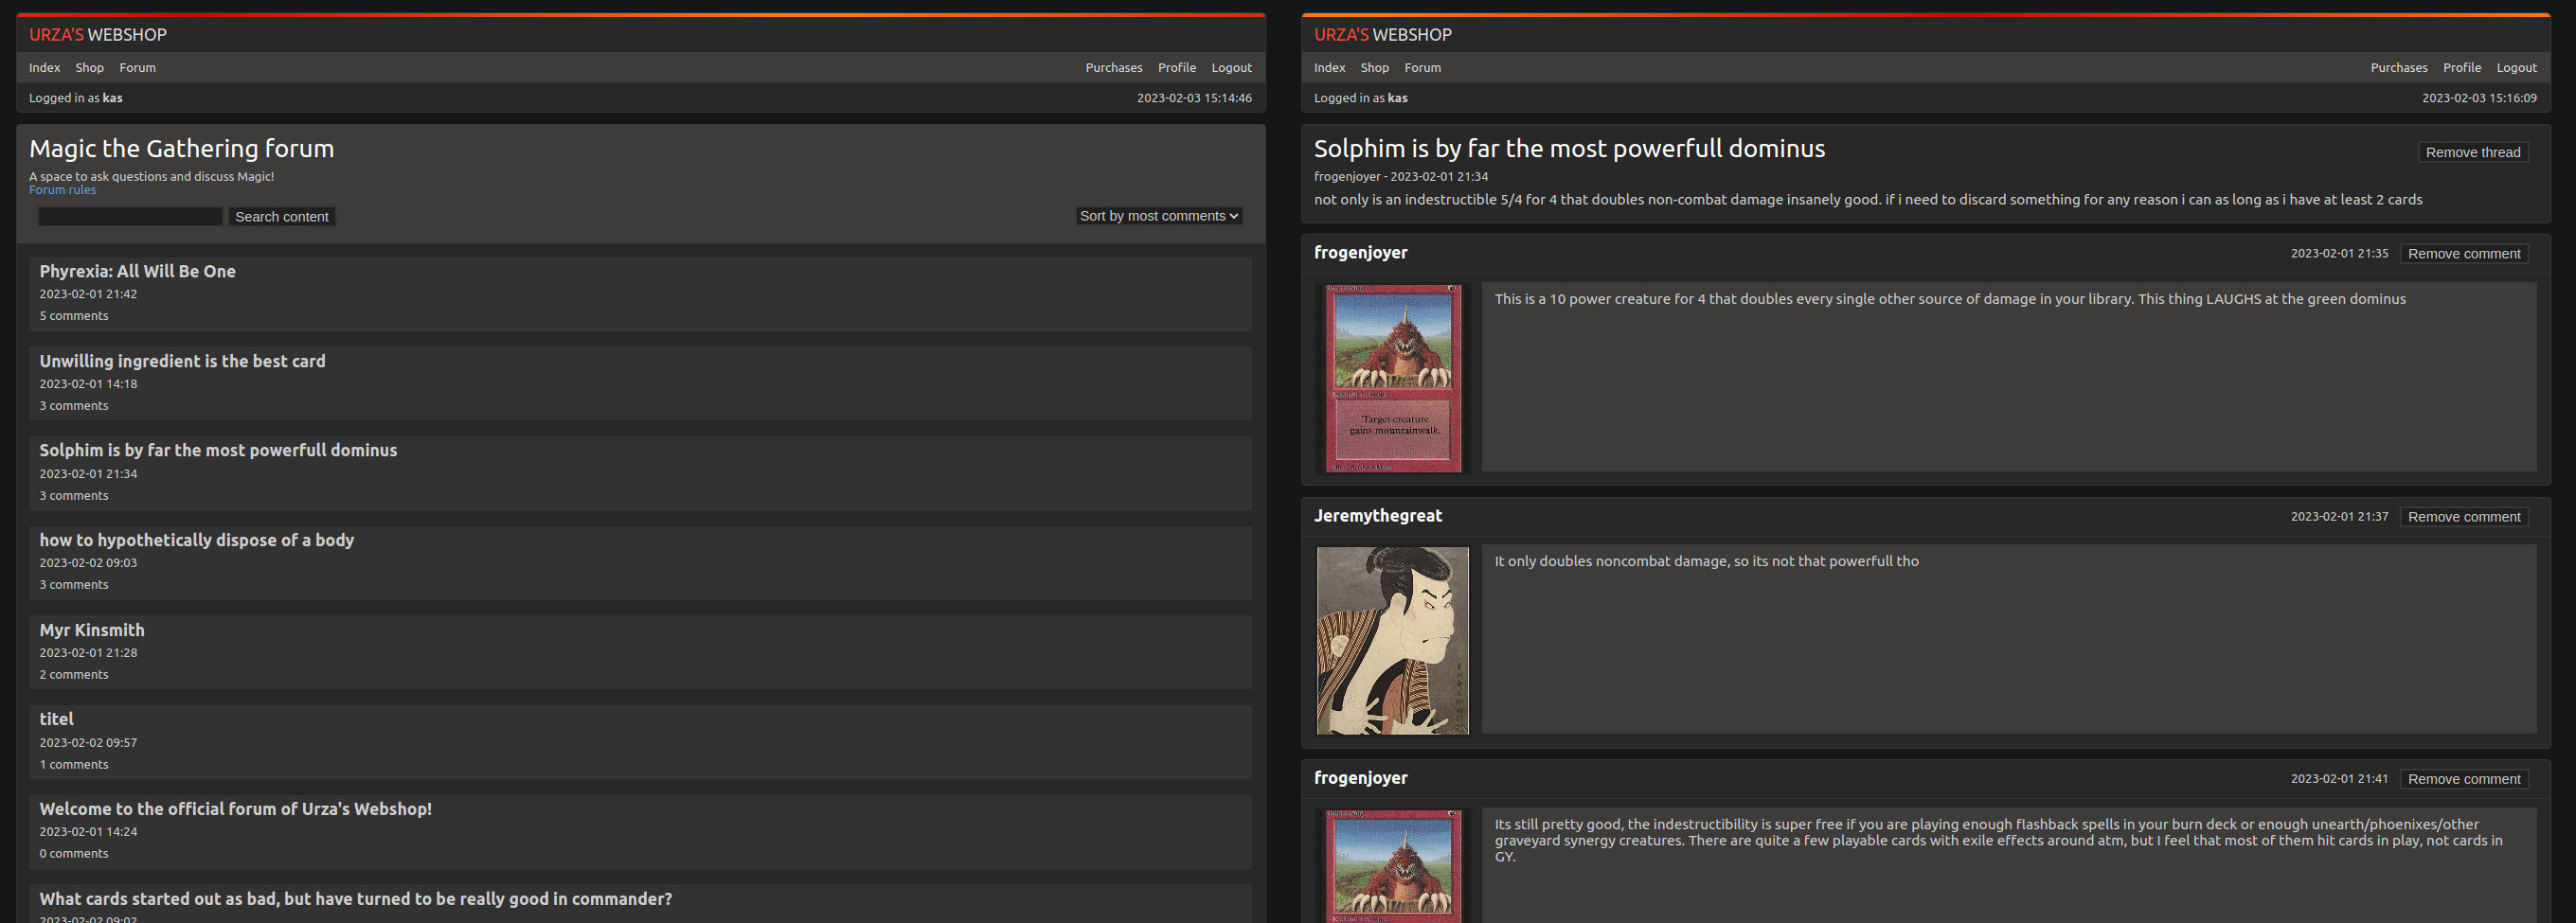 URZA'S WEBSHOP
Index Shop Forum Purchases Profile Logout
Logged in as kas 2023-02-03 15:14:46
Magic the Gathering forum
A space to ask questions and discuss Magic!
Forum rules
Search content Sort by most comments
Phyrexia: All Will Be One
2023-02-01 21:42
5 comments
Unwilling ingredient is the best card
2023-02-01 14:18
3 comments
Solphim is by far the most powerfull dominus
2023-02-01 21:34
3 comments
how to hypothetically dispose of a body
2023-02-02 09:03
3 comments
Myr Kinsmith
2023-02-01 21:28
2 comments
titel
2023-02-02 09:57
1 comments
Welcome to the official forum of Urza's Webshop!
2023-02-01 14:24
0 comments
What cards started out as bad, but have turned to be really good in commander?
2023-02-02 09:02
URZA'S WEBSHOP
Index Shop Forum Purchases Profile Logout
Logged in as kas 2023-02-03 15:16:09
Solphim is by far the most powerfull dominus Remove thread
frogenjoyer - 2023-02-01 21:34
not only is an indestructible 5/4 for 4 that doubles non-combat damage insanely good. if i need to discard something for any reason i can as long as i have at least 2 cards
frogenjoyer 2023-02-01 21:35 Remove comment
This is a 10 power creature for 4 that doubles every single other source of damage in your library. This thing LAUGHS at the green dominus
Target creature
gains mountainwalk.
Jeremythegreat 2023-02-01 21:37 Remove comment
It only doubles noncombat damage, so its not that powerfull tho
frogenjoyer 2023-02-01 21:41 Remove comment
Its still pretty good, the indestructibility is super free if you are playing enough flashback spells in your burn deck or enough unearth/phoenixes/other
graveyard synergy creatures. There are quite a few playable cards with exile effects around atm, but I feel that most of them hit cards in play, not cards in
GY.